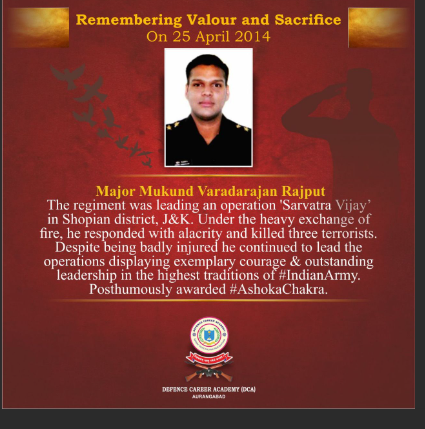 Remembering Valour and Sacrifice
On 25 April 2014
Major Mukund Varadarajan Rajput
The regiment was leading an operation 'Sarvatra Vijay'
in Shopian district, J&K. Under the heavy exchange of
fire, he responded with alacrity and killed three terrorists.
Despite being badly injured he continued to lead the
operations displaying exemplary courage & outstanding
leadership in the highest traditions of #IndianArmy.
Posthumously awarded #AshokaChakra.
DEFENCE CAREER ACADEMY (DCA)
AURANGABAD